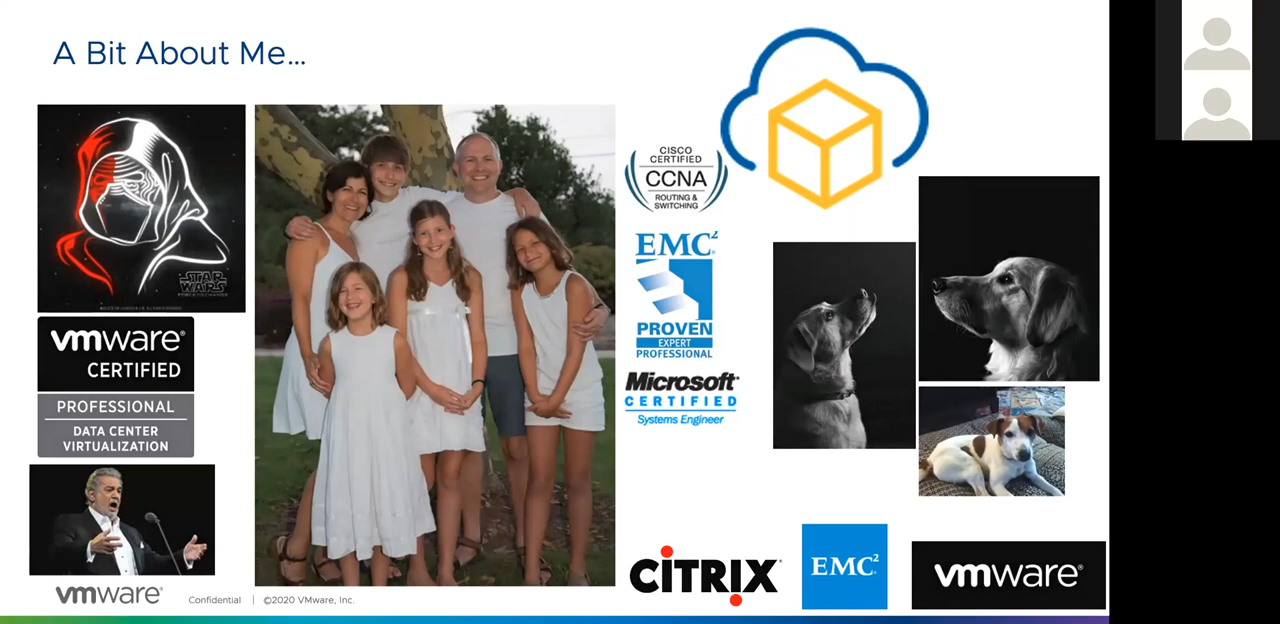 A Bit About Me...
STAR
WARS
vmware®
CERTIFIED
PROFESSIONAL
DATA CENTER
VIRTUALIZATION
CISCO
CERTIFIED
CCNA
ROUTING &
SWITCHING
EMC²
PROVEN
EXPERT
PROFESSIONAL
Microsoft®
CERTIFIED
Systems Engineer
CITRIX®
EMC²
vmware®
vmware® Confidential | ©2020 VMware, Inc.